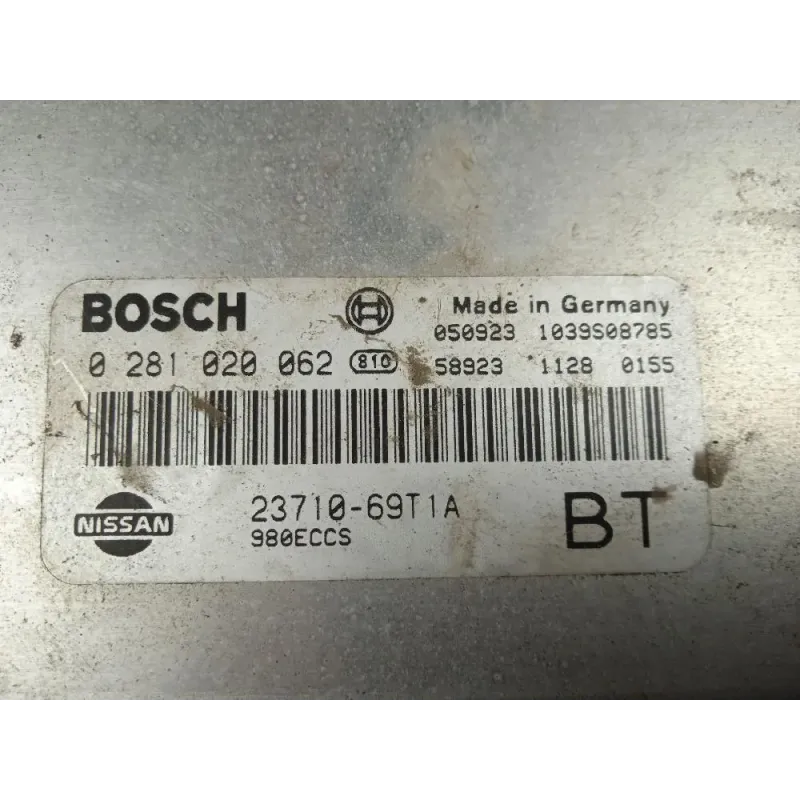 BOSCH
Made in Germany
050923 1039S08785
0 281 020 062 810 58923 1128 0155
NISSAN
23710-69T1A
980ECCS
BT